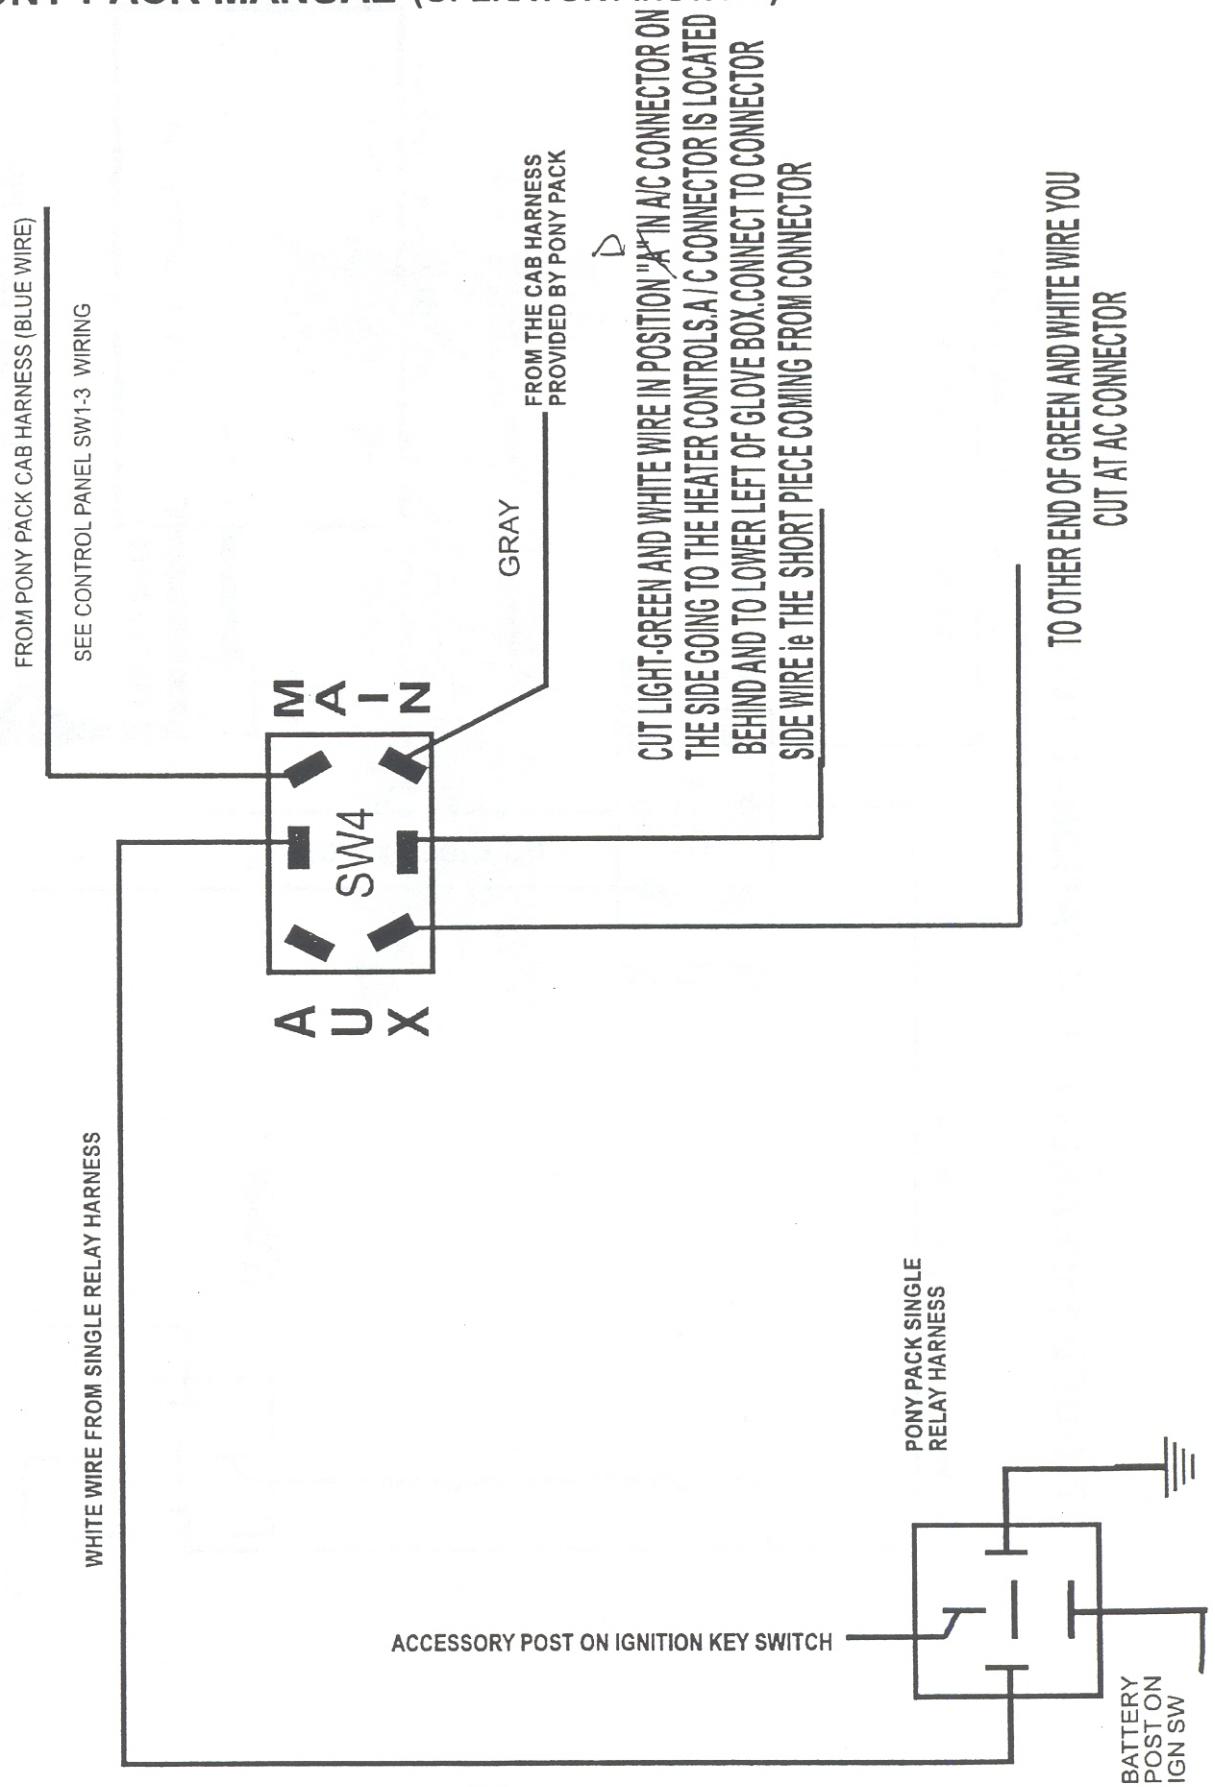 PACK MANUAL
FROM PONY PACK CAB HARNESS (BLUE WIRE)
SEE CONTROL PANEL SW1-3 WIRING
WHITE WIRE FROM SINGLE RELAY HARNESS
MAIN
SW4
AUX
GRAY
FROM THE CAB HARNESS
PROVIDED BY PONY PACK
D
CUT LIGHT-GREEN AND WHITE WIRE IN POSITION "A" IN A/C CONNECTOR ON
THE SIDE GOING TO THE HEATER CONTROLS.A / C CONNECTOR IS LOCATED
BEHIND AND TO LOWER LEFT OF GLOVE BOX.CONNECT TO CONNECTOR
SIDE WIRE ie THE SHORT PIECE COMING FROM CONNECTOR
TO OTHER END OF GREEN AND WHITE WIRE YOU
CUT AT AC CONNECTOR
PONY PACK SINGLE
RELAY HARNESS
ACCESSORY POST ON IGNITION KEY SWITCH
BATTERY
POST ON
IGN SW